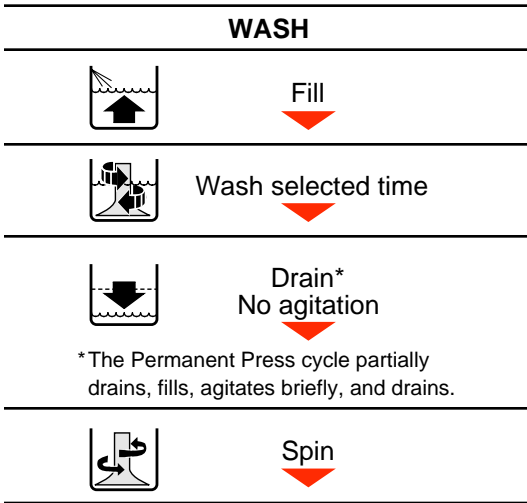 WASH
Fill
Wash selected time
Drain*
No agitation
*The Permanent Press cycle partially
drains, fills, agitates briefly, and drains.
Spin